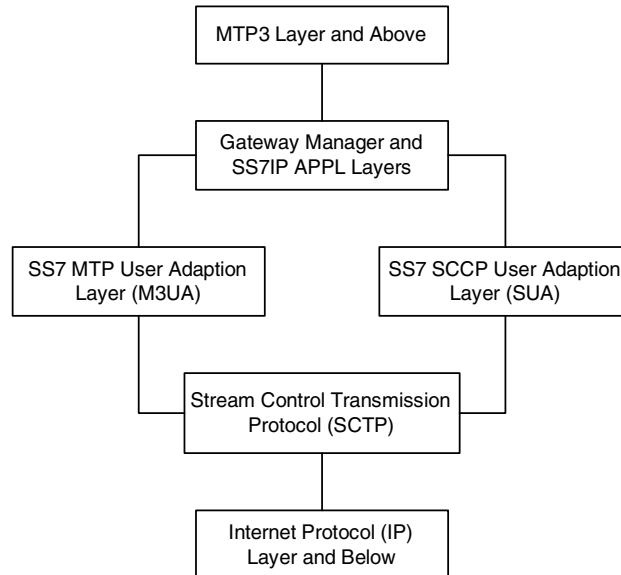 MTP3 Layer and Above
Gateway Manager and
SS7IP APPL Layers
SS7 MTP User Adaption
Layer (M3UA)
SS7 SCCP User Adaption
Layer (SUA)
Stream Control Transmission
Protocol (SCTP)
Internet Protocol (IP)
Layer and Below